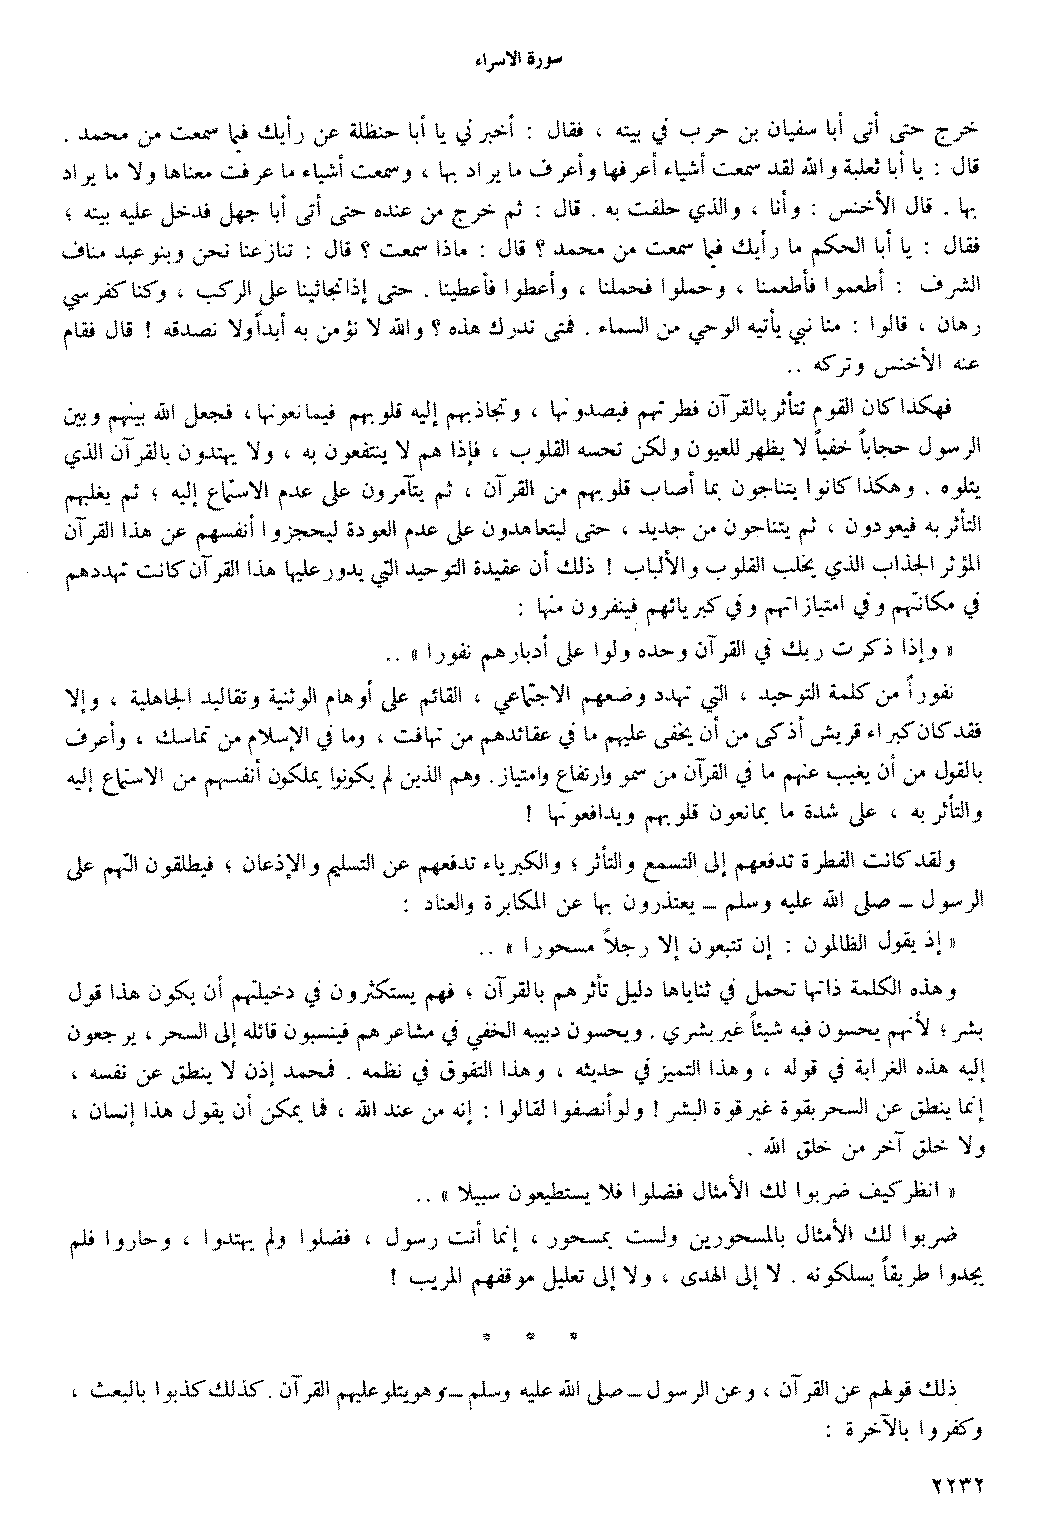 سورة الاسراء
خرج حتى أتى أبا سفيان بن حرب في بيته ، فقال : أخبرني يا أبا حنظلة عن رأيك فيما سمعت من محمد .
قال : يا أبا ثعلبة والله لقد سمعت أشياء أعرفها وأعرف ما يراد بها ، وسمعت أشياء ما عرفت معناها ولا ما يراد
بها . قال الأخنس : وأنا ، والذي حلفت به . قال : ثم خرج من عنده حتى أتى أبا جهل فدخل عليه بيته ؛
فقال : يا أبا الحكم ما رأيك فيما سمعت من محمد ؟ قال : ماذا سمعت ؟ قال : تنازعنا نحن وبنو عبد مناف
الشرف : أطعموا فأطعمنا ، وحملوا فحملنا ، وأعطوا فأعطينا . حتى إذا تجاثينا على الركب ، وكنا كفرسي
رهان ، قالوا : منا نبي يأتيه الوحي من السماء . فمتى تدرك هذه ؟ والله لا نؤمن به أبداً ولا نصدقه ! قال فقام
عنه الأخنس وتركه ..
فهكذا كان القوم تتأثر بالقرآن فطرتهم فيصدونها ، وتجاذبهم إليه قلوبهم فيمانعونها ، فجعل الله بينهم وبين
الرسول حجاباً خفياً لا يظهر للعيون ولكن تحسه القلوب ، فإذا هم لا ينتفعون به ، ولا يهتدون بالقرآن الذي
يتلوه . وهكذا كانوا يتناجون بما أصاب قلوبهم من القرآن ، ثم يتآمرون على عدم الاستماع إليه ؛ ثم يغلبهم
التأثر به فيعودون ، ثم يتناجون من جديد ، حتى ليتعاهدون على عدم العودة ليحجزوا أنفسهم عن هذا القرآن
المؤثر الجذاب الذي يخلب القلوب والألباب ! ذلك أن عقيدة التوحيد التي يدور عليها هذا القرآن كانت تهددهم
في مكانتهم وفي امتيازاتهم وفي كبريائهم فينفرون منها :
« وإذا ذكرت ربك في القرآن وحده ولوا على أدبارهم نفورا » ..
نفوراً من كلمة التوحيد ، التي تهدد وضعهم الاجتماعي ، القائم على أوهام الوثنية وتقاليد الجاهلية ، وإلا
فقد كان كبراء قريش أذكى من أن يخفى عليهم ما في عقائدهم من تهافت ، وما في الإسلام من تماسك ، وأعرف
بالقول من أن يغيب عنهم ما في القرآن من سمو وارتفاع وامتياز . وهم الذين لم يكونوا يملكون أنفسهم من الاستماع إليه
والتأثر به ، على شدة ما يمانعون قلوبهم ويدافعونها !
ولقد كانت الفطرة تدفعهم إلى التسمع والتأثر ؛ والكبرياء تدفعهم عن التسليم والإذعان ؛ فيطلقون التهم على
الرسول – صلى الله عليه وسلم – يعتذرون بها عن المكابرة والعناد :
« إذ يقول الظالمون : إن تتبعون إلا رجلاً مسحورا » ..
وهذه الكلمة ذاتها تحمل في ثناياها دليل تأثرهم بالقرآن ؛ فهم يستكثرون في دخيلتهم أن يكون هذا قول
بشر ؛ لأنهم يحسون فيه شيئاً غير بشري . ويحسون دبيبه الخفي في مشاعرهم فينسبون قائله إلى السحر ، يرجعون
إليه هذه الغرابة في قوله ، وهذا التميز في حديثه ، وهذا التفوق في نظمه . فمحمد إذن لا ينطق عن نفسه ،
إنما ينطق عن السحر بقوة غير قوة البشر ! ولو أنصفوا لقالوا : إنه من عند الله ، فما يمكن أن يقول هذا إنسان ،
ولا خلق آخر من خلق الله .
« انظر كيف ضربوا لك الأمثال فضلوا فلا يستطيعون سبيلا » ..
ضربوا لك الأمثال بالمسحورين ولست بمسحور ، إنما أنت رسول ، فضلوا ولم يهتدوا ، وحاروا فلم
يجدوا طريقاً يسلكونه . لا إلى الهدى ، ولا إلى تعليل موقفهم المريب !
* * *
ذلك قولهم عن القرآن ، وعن الرسول – صلى الله عليه وسلم – وهو يتلو عليهم القرآن . كذلك كذبوا بالبعث ،
وكفروا بالآخرة :
٢٢٣٢